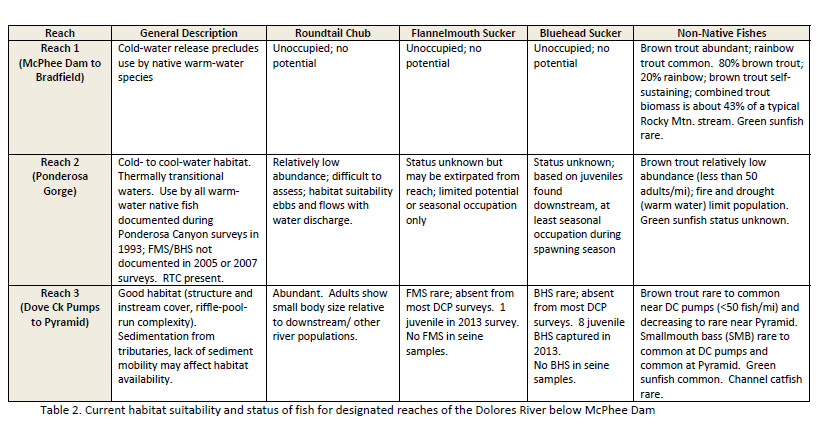 Reach
General Description
Roundtail Chub
Flannelmouth Sucker
Bluehead Sucker
Non-Native Fishes
Reach 1
(McPhee Dam to
Bradfield)
Cold-water release precludes
use by native warm-water
species
Unoccupied; no
potential
Unoccupied; no
potential
Unoccupied; no
potential
Brown trout abundant; rainbow
trout common.  80% brown trout;
20% rainbow; brown trout self-
sustaining; combined trout
biomass is about 43% of a typical
Rocky Mtn. stream. Green sunfish
rare.
Reach 2
(Ponderosa
Gorge)
Cold- to cool-water habitat.
Thermally transitional
waters.  Use by all warm-
water native fish
documented during
Ponderosa Canyon surveys in
1993; FMS/BHS not
documented in 2005 or 2007
surveys.  RTC present.
Relatively low
abundance; difficult to
assess; habitat suitability
ebbs and flows with
water discharge.
Status unknown but
may be extirpated from
reach; limited potential
or seasonal occupation
only
Status unknown;
based on juveniles
found
downstream, at
least seasonal
occupation during
spawning season
Brown trout relatively low
abundance (less than 50
adults/mi); fire and drought
(warm water) limit population.
Green sunfish status unknown.
Reach 3
(Dove Ck Pumps
to Pyramid)
Good habitat (structure and
instream cover, riffle-pool-
run complexity).
Sedimentation from
tributaries, lack of sediment
mobility may affect habitat
availability.
Abundant.  Adults show
small body size relative
to downstream/ other
river populations.
FMS rare; absent from
most DCP surveys.  1
juvenile in 2013 survey.
No FMS in seine
samples.
BHS rare; absent
from most DCP
surveys.  8 juvenile
BHS captured in
2013.
No BHS in seine
samples.
Brown trout rare to common
near DC pumps (<50 fish/mi) and
decreasing to rare near Pyramid.
Smallmouth bass (SMB) rare to
common at DC pumps and
common at Pyramid.  Green
sunfish common.  Channel catfish
rare.
Table 2. Current habitat suitability and status of fish for designated reaches of the Dolores River below McPhee Dam